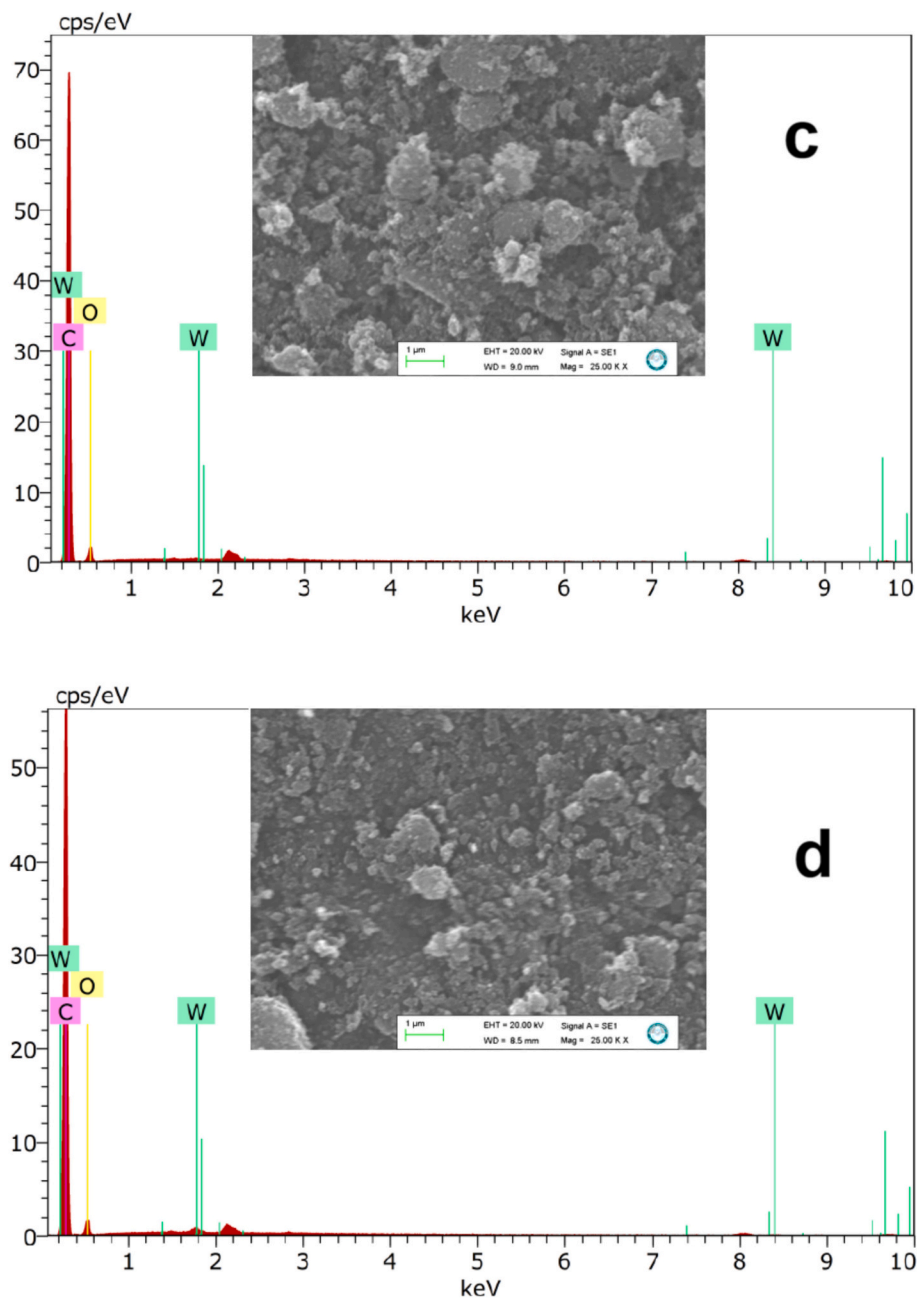 cps/eV
70
60
50
40
30
20
10
0
W
O
C
W
W
c
1 µm
EHT = 20.00 kV
Signal A = SE1
WD = 9.0 mm
Mag = 25.00 K X
1 2 3 4 5 6 7 8 9 10
keV
cps/eV
50
40
30
20
10
0
W
O
C
W
W
d
1 µm
EHT = 20.00 kV
Signal A = SE1
WD = 8.5 mm
Mag = 25.00 K X
1 2 3 4 5 6 7 8 9 10
keV